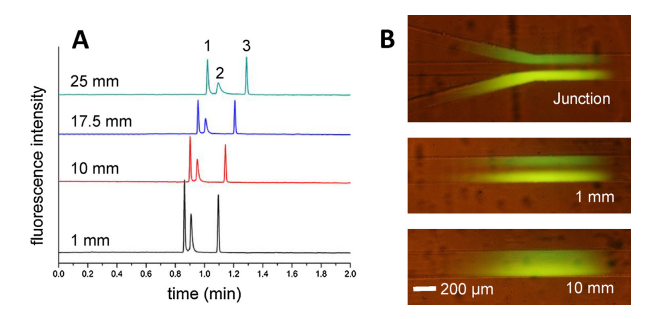 A
1
3
2
25 mm
17.5 mm
10 mm
1 mm
fluorescence intensity
0.0 0.2 0.4 0.6 0.8 1.0 1.2 1.4 1.6 1.8 2.0
time (min)
B
Junction
1 mm
200 µm
10 mm